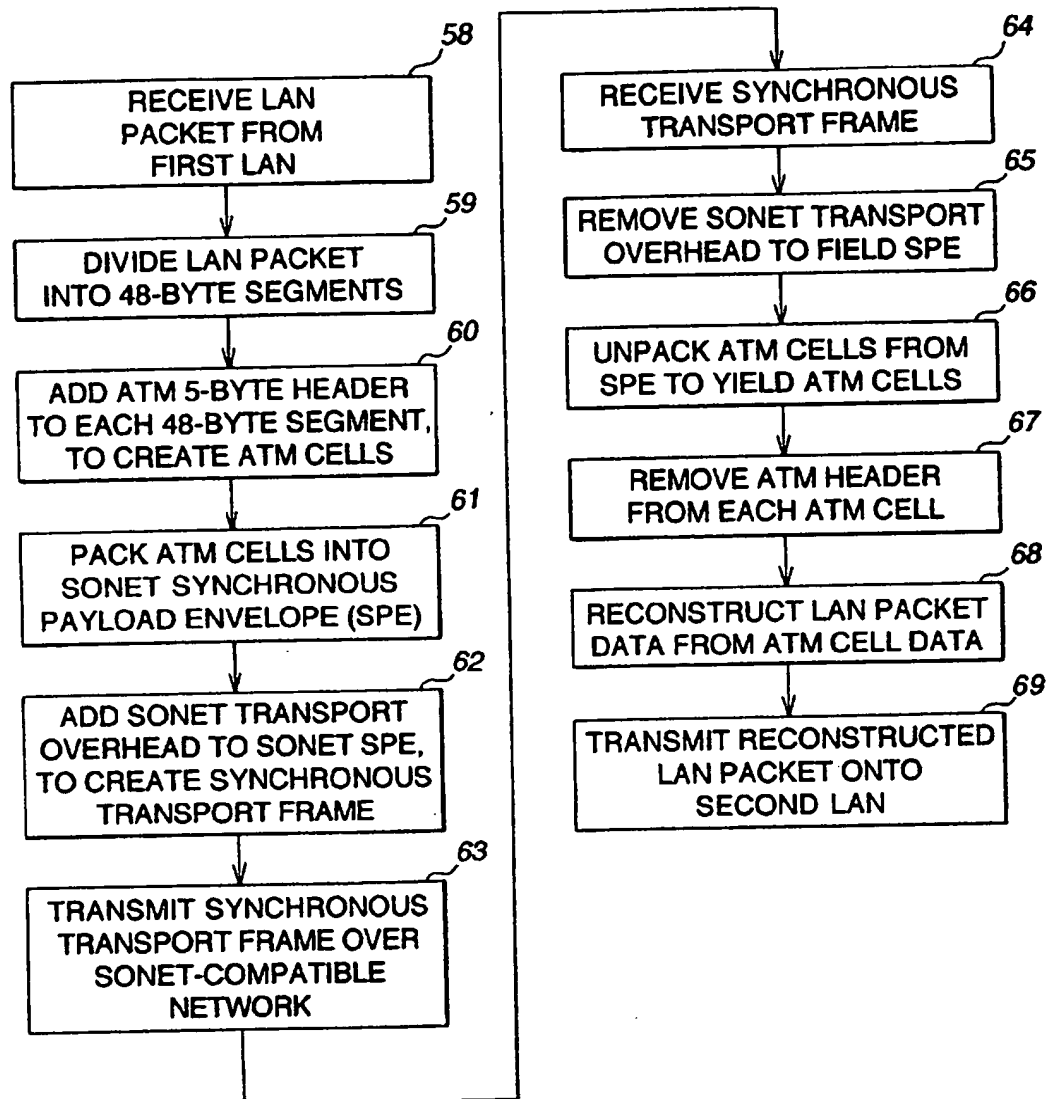 58
RECEIVE LAN
PACKET FROM
FIRST LAN
59
DIVIDE LAN PACKET
INTO 48-BYTE SEGMENTS
60
ADD ATM 5-BYTE HEADER
TO EACH 48-BYTE SEGMENT,
TO CREATE ATM CELLS
61
PACK ATM CELLS INTO
SONET SYNCHRONOUS
PAYLOAD ENVELOPE (SPE)
62
ADD SONET TRANSPORT
OVERHEAD TO SONET SPE,
TO CREATE SYNCHRONOUS
TRANSPORT FRAME
63
TRANSMIT SYNCHRONOUS
TRANSPORT FRAME OVER
SONET-COMPATIBLE
NETWORK
64
RECEIVE SYNCHRONOUS
TRANSPORT FRAME
65
REMOVE SONET TRANSPORT
OVERHEAD TO FIELD SPE
66
UNPACK ATM CELLS FROM
SPE TO YIELD ATM CELLS
67
REMOVE ATM HEADER
FROM EACH ATM CELL
68
RECONSTRUCT LAN PACKET
DATA FROM ATM CELL DATA
69
TRANSMIT RECONSTRUCTED
LAN PACKET ONTO
SECOND LAN